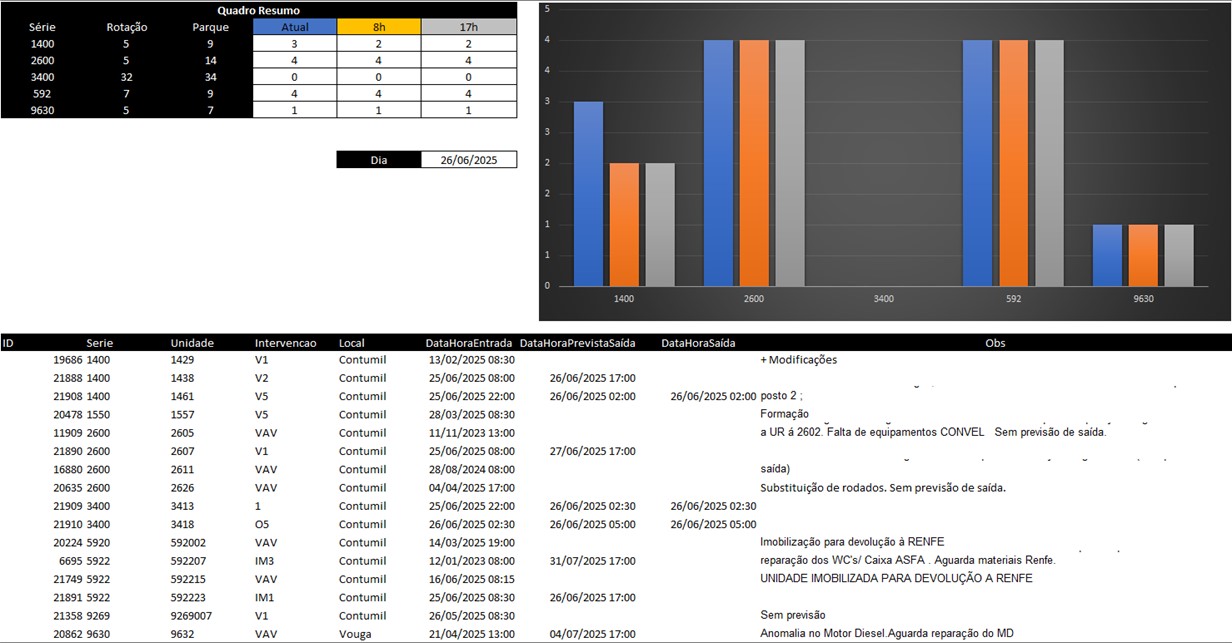 Quadro Resumo
Série Rotação Parque Atual 8h 17h
1400 5 9 3 2 2
2600 5 14 4 4 4
3400 32 34 0 0 0
592 7 9 4 4 4
9630 5 7 1 1 1
Dia 26/06/2025
5
4
4
3
3
2
2
1
1
0
1400 2600 3400 592 9630
ID Serie Unidade Intervencao Local DataHoraEntrada DataHoraPrevistaSaída DataHoraSaída Obs
19686 1400 1429 V1 Contumil 13/02/2025 08:30 + Modificações
21888 1400 1438 V2 Contumil 25/06/2025 08:00 26/06/2025 17:00
21908 1400 1461 V5 Contumil 25/06/2025 22:00 26/06/2025 02:00 26/06/2025 02:00 posto 2 ;
20478 1550 1557 V5 Contumil 28/03/2025 08:30 Formação
11909 2600 2605 VAV Contumil 11/11/2023 13:00 a UR á 2602. Falta de equipamentos CONVEL Sem previsão de saída.
21890 2600 2607 V1 Contumil 25/06/2025 08:00 27/06/2025 17:00
16880 2600 2611 VAV Contumil 28/08/2024 08:00 saída)
20635 2600 2626 VAV Contumil 04/04/2025 17:00 Substituição de rodados. Sem previsão de saída.
21909 3400 3413 1 Contumil 25/06/2025 22:00 26/06/2025 02:30 26/06/2025 02:30
21910 3400 3418 O5 Contumil 26/06/2025 02:30 26/06/2025 05:00 26/06/2025 05:00
20224 5920 592002 VAV Contumil 14/03/2025 19:00 Imobilização para devolução à RENFE
6695 5922 592207 IM3 Contumil 12/01/2023 08:00 31/07/2025 17:00 reparação dos WC's/ Caixa ASFA . Aguarda materiais Renfe.
21749 5922 592215 VAV Contumil 16/06/2025 08:15 UNIDADE IMOBILIZADA PARA DEVOLUÇÃO A RENFE
21891 5922 592223 IM1 Contumil 25/06/2025 08:30 26/06/2025 17:00
21358 9269 9269007 V1 Contumil 26/05/2025 08:30 Sem previsão
20862 9630 9632 VAV Vouga 21/04/2025 13:00 04/07/2025 17:00 Anomalia no Motor Diesel.Aguarda reparação do MD